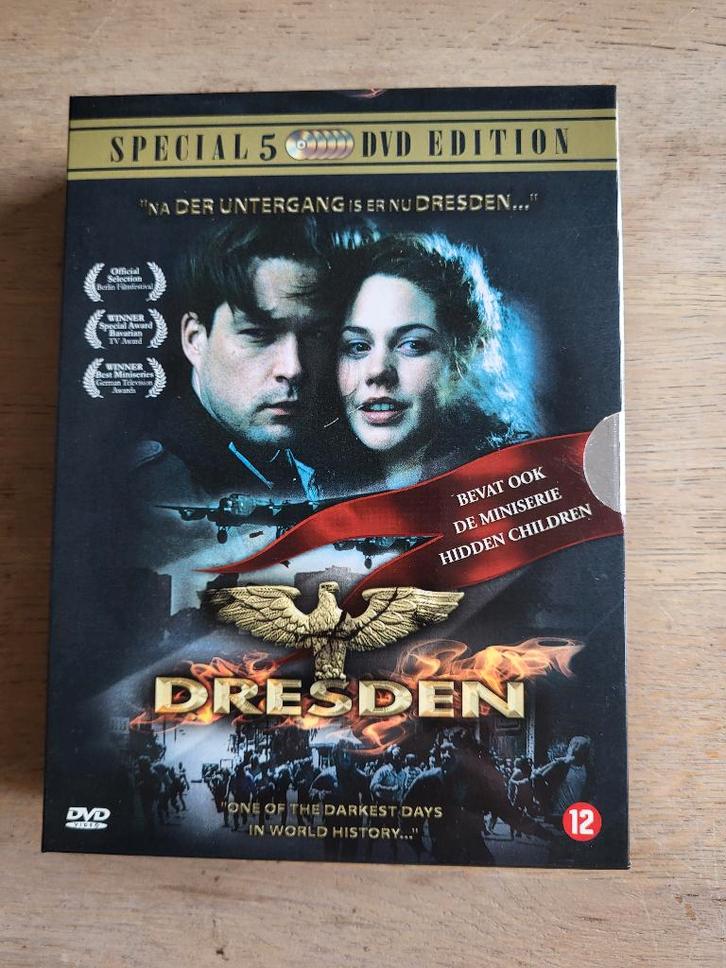 SPECIAL 5 DVD EDITION
"NA DER UNTERGANG IS ER NU DRESDEN..."
Official
Selection
Berlin Filmfestival
WINNER
Special Award
Bavarian
TV Award
WINNER
Best Miniseries
German Television
Awards
BEVAT OOK
DE MINISERIE
HIDDEN CHILDREN
DRESDEN
"ONE OF THE DARKEST DAYS
IN WORLD HISTORY..."
DVD
VIDEO
12